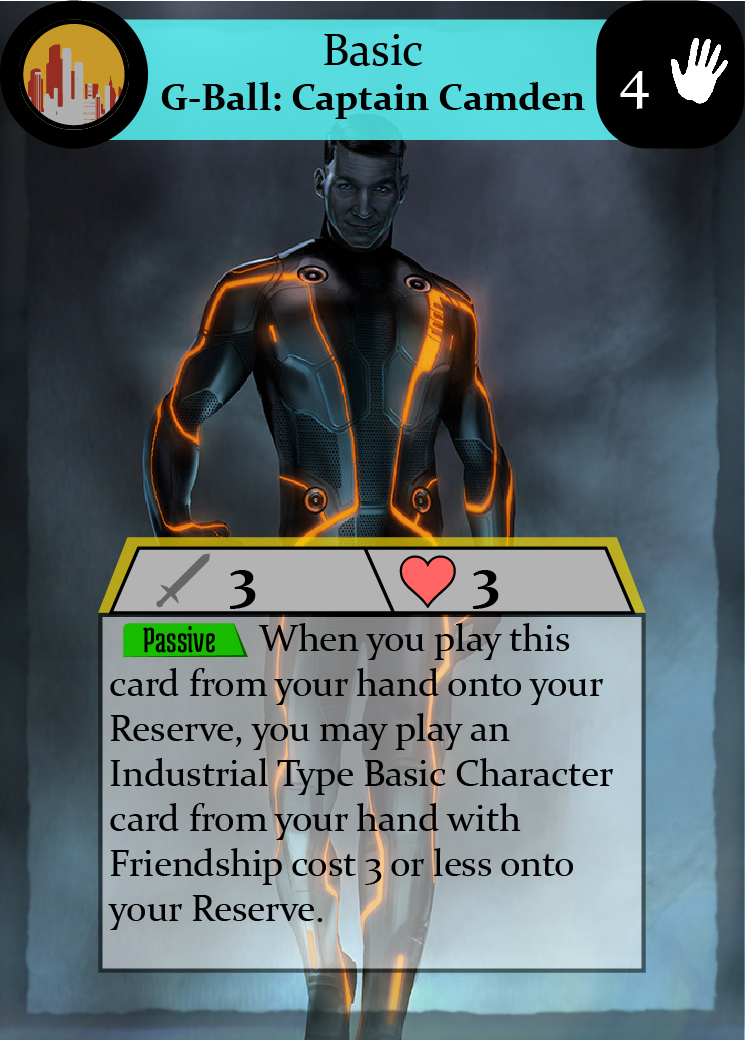 Basic
G-Ball: Captain Camden
4
3
3
Passive When you play this
card from your hand onto your
Reserve, you may play an
Industrial Type Basic Character
card from your hand with
Friendship cost 3 or less onto
your Reserve.